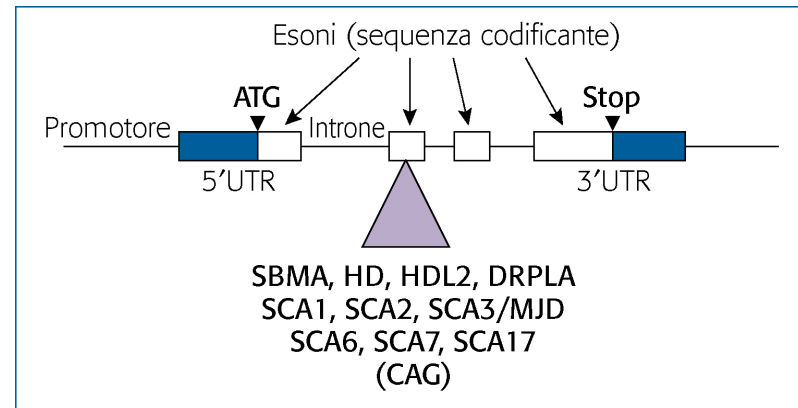 Esoni (sequenza codificante)
ATG
Stop
Promotore
Introne
5'UTR
3'UTR
SBMA, HD, HDL2, DRPLA
SCA1, SCA2, SCA3/MJD
SCA6, SCA7, SCA17
(CAG)